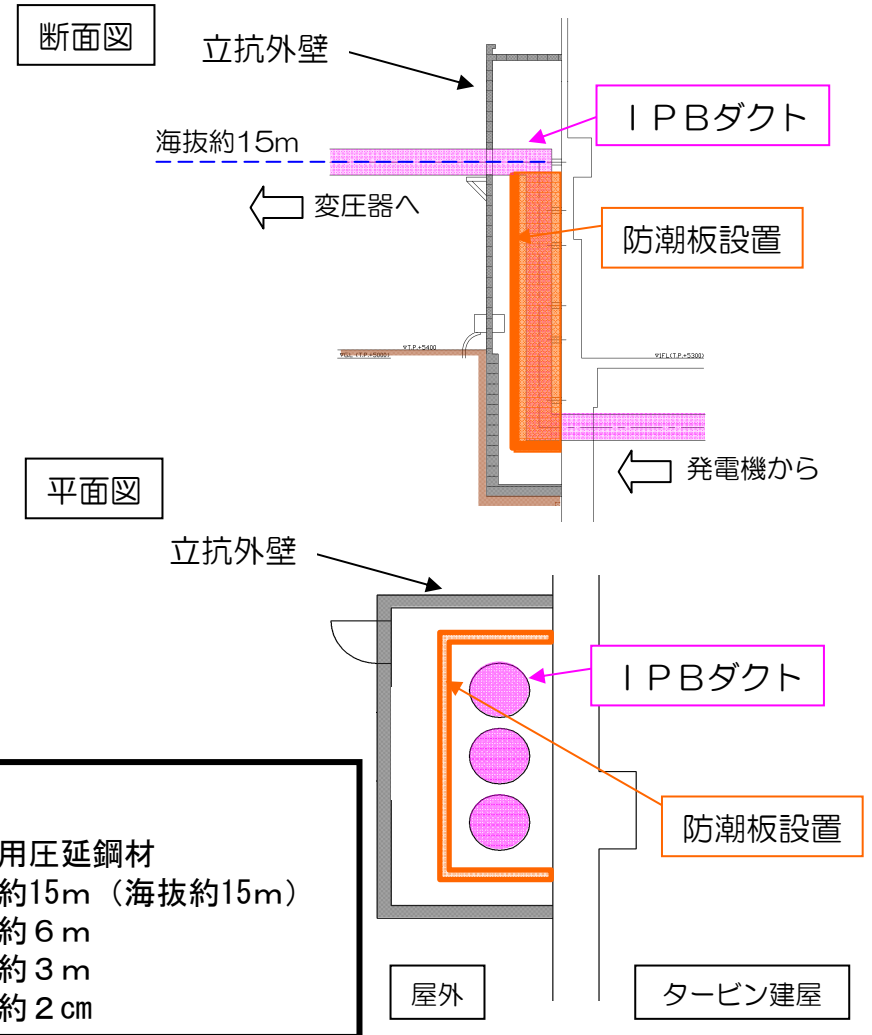 断面図
立抗外壁
ＩＰＢダクト
海抜約15m
変圧器へ
防潮板設置
▽T.P.+5400
▽G.L (T.P.+5000)
▽1FL(T.P.+5300)
発電機から
平面図
立抗外壁
ＩＰＢダクト
防潮板設置
用圧延鋼材
約15ｍ（海抜約15ｍ）
約６ｍ
約３ｍ
約２㎝
屋外
タービン建屋